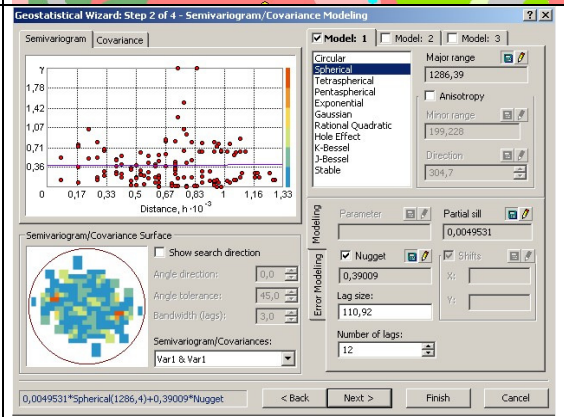 Geostatistical Wizard: Step 2 of 4 - Semivariogram/Covariance Modeling
Semivariogram
Covariance
γ
1,78
1,42
1,07
0,71
0,36
0 0,17 0,33 0,5 0,67 0,83 1 1,16 1,33
Distance, h ·10⁻³
Semivariogram/Covariance Surface
Show search direction
Angle direction: 0,0
Angle tolerance: 45,0
Bandwidth (lags): 3,0
Semivariogram/Covariances:
Var1 & Var1
Model: 1 Model: 2 Model: 3
Circular
Spherical
Tetraspherical
Pentaspherical
Exponential
Gaussian
Rational Quadratic
Hole Effect
K-Bessel
J-Bessel
Stable
Major range
1286,39
Anisotropy
Minor range
199,228
Direction
304,7
Modeling
Error Modeling
Parameter
Partial sill
0,0049531
Nugget
0,39009
Shifts
X:
Y:
Lag size:
110,92
Number of lags:
12
0,0049531*Spherical(1286,4)+0,39009*Nugget
< Back
Next >
Finish
Cancel